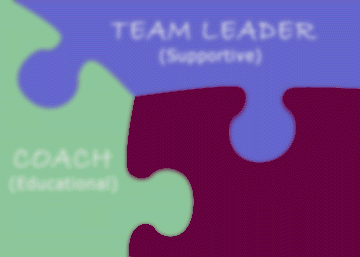 TEAM LEADER
(Supportive)
COACH
(Educational)